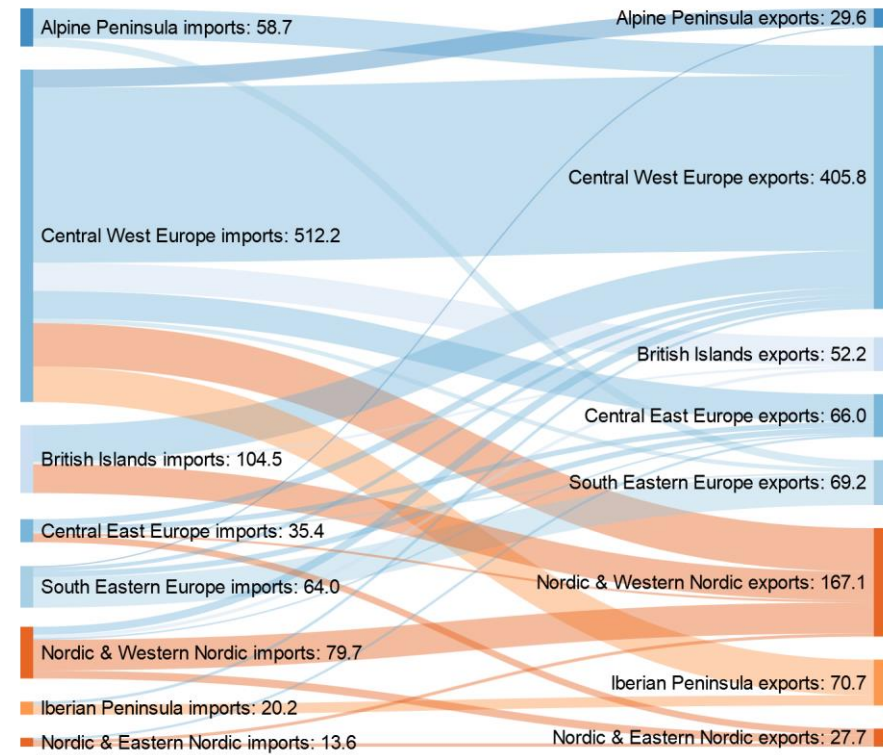 Alpine Peninsula imports: 58.7
Alpine Peninsula exports: 29.6
Central West Europe exports: 405.8
Central West Europe imports: 512.2
British Islands exports: 52.2
Central East Europe exports: 66.0
British Islands imports: 104.5
South Eastern Europe exports: 69.2
Central East Europe imports: 35.4
Nordic & Western Nordic exports: 167.1
South Eastern Europe imports: 64.0
Nordic & Western Nordic imports: 79.7
Iberian Peninsula exports: 70.7
Iberian Peninsula imports: 20.2
Nordic & Eastern Nordic exports: 27.7
Nordic & Eastern Nordic imports: 13.6